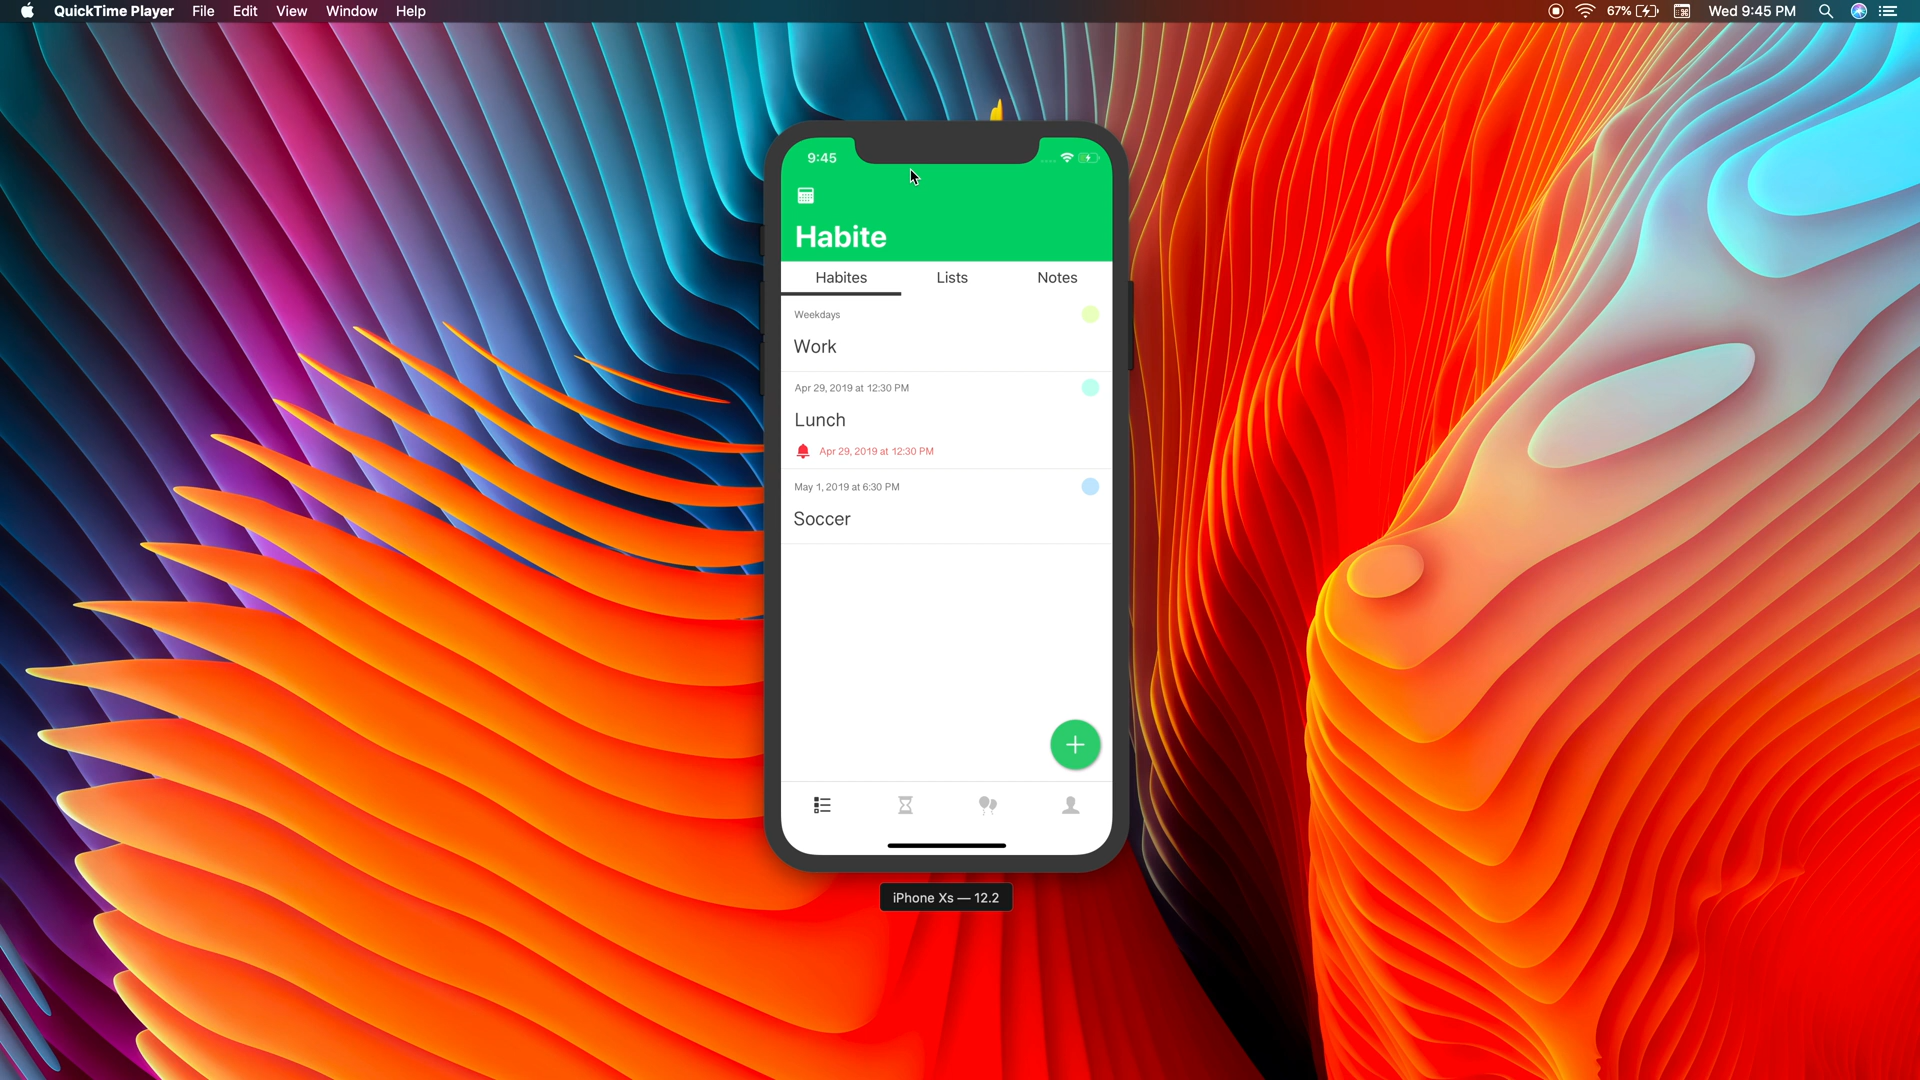 QuickTime Player File Edit View Window Help 67% Wed 9:45 PM
9:45
Habite
Habites Lists Notes
Weekdays
Work
Apr 29, 2019 at 12:30 PM
Lunch
Apr 29, 2019 at 12:30 PM
May 1, 2019 at 6:30 PM
Soccer
iPhone Xs — 12.2